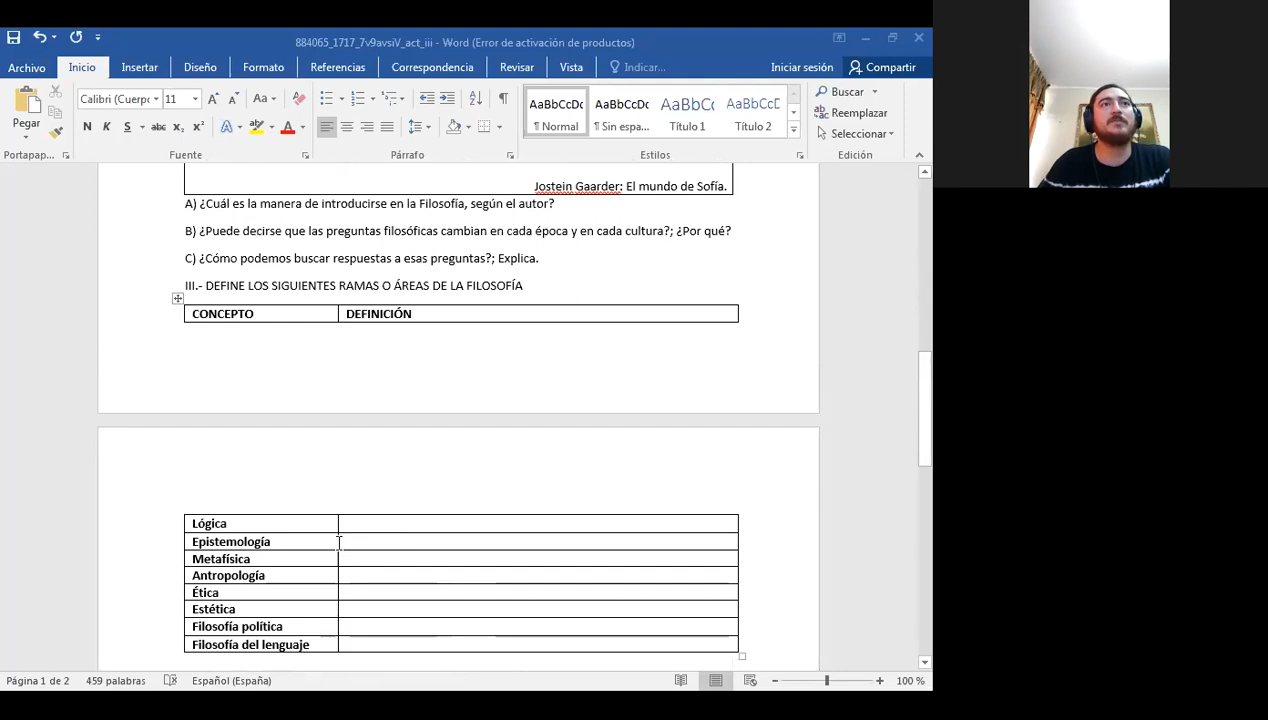 884065_1717_7v9avsiV_act_iii - Word (Error de activación de productos)
Archivo Inicio Insertar Diseño Formato Referencias Correspondencia Revisar Vista Indicar... Iniciar sesión Compartir
Calibri (Cuerpo 11 Aa
Pegar
N K S abc x₂ x² A A
AaBbCcDc AaBbCcDc AaBbCc AaBbCcE
¶ Normal ¶ Sin espa... Título 1 Título 2
Buscar
Reemplazar
Seleccionar
Portapap... Fuente Párrafo Estilos Edición
Jostein Gaarder: El mundo de Sofía.
A) ¿Cuál es la manera de introducirse en la Filosofía, según el autor?
B) ¿Puede decirse que las preguntas filosóficas cambian en cada época y en cada cultura?; ¿Por qué?
C) ¿Cómo podemos buscar respuestas a esas preguntas?; Explica.
III.- DEFINE LOS SIGUIENTES RAMAS O ÁREAS DE LA FILOSOFÍA
CONCEPTO DEFINICIÓN
Lógica
Epistemología
Metafísica
Antropología
Ética
Estética
Filosofía política
Filosofía del lenguaje
Página 1 de 2 459 palabras Español (España) 100 %